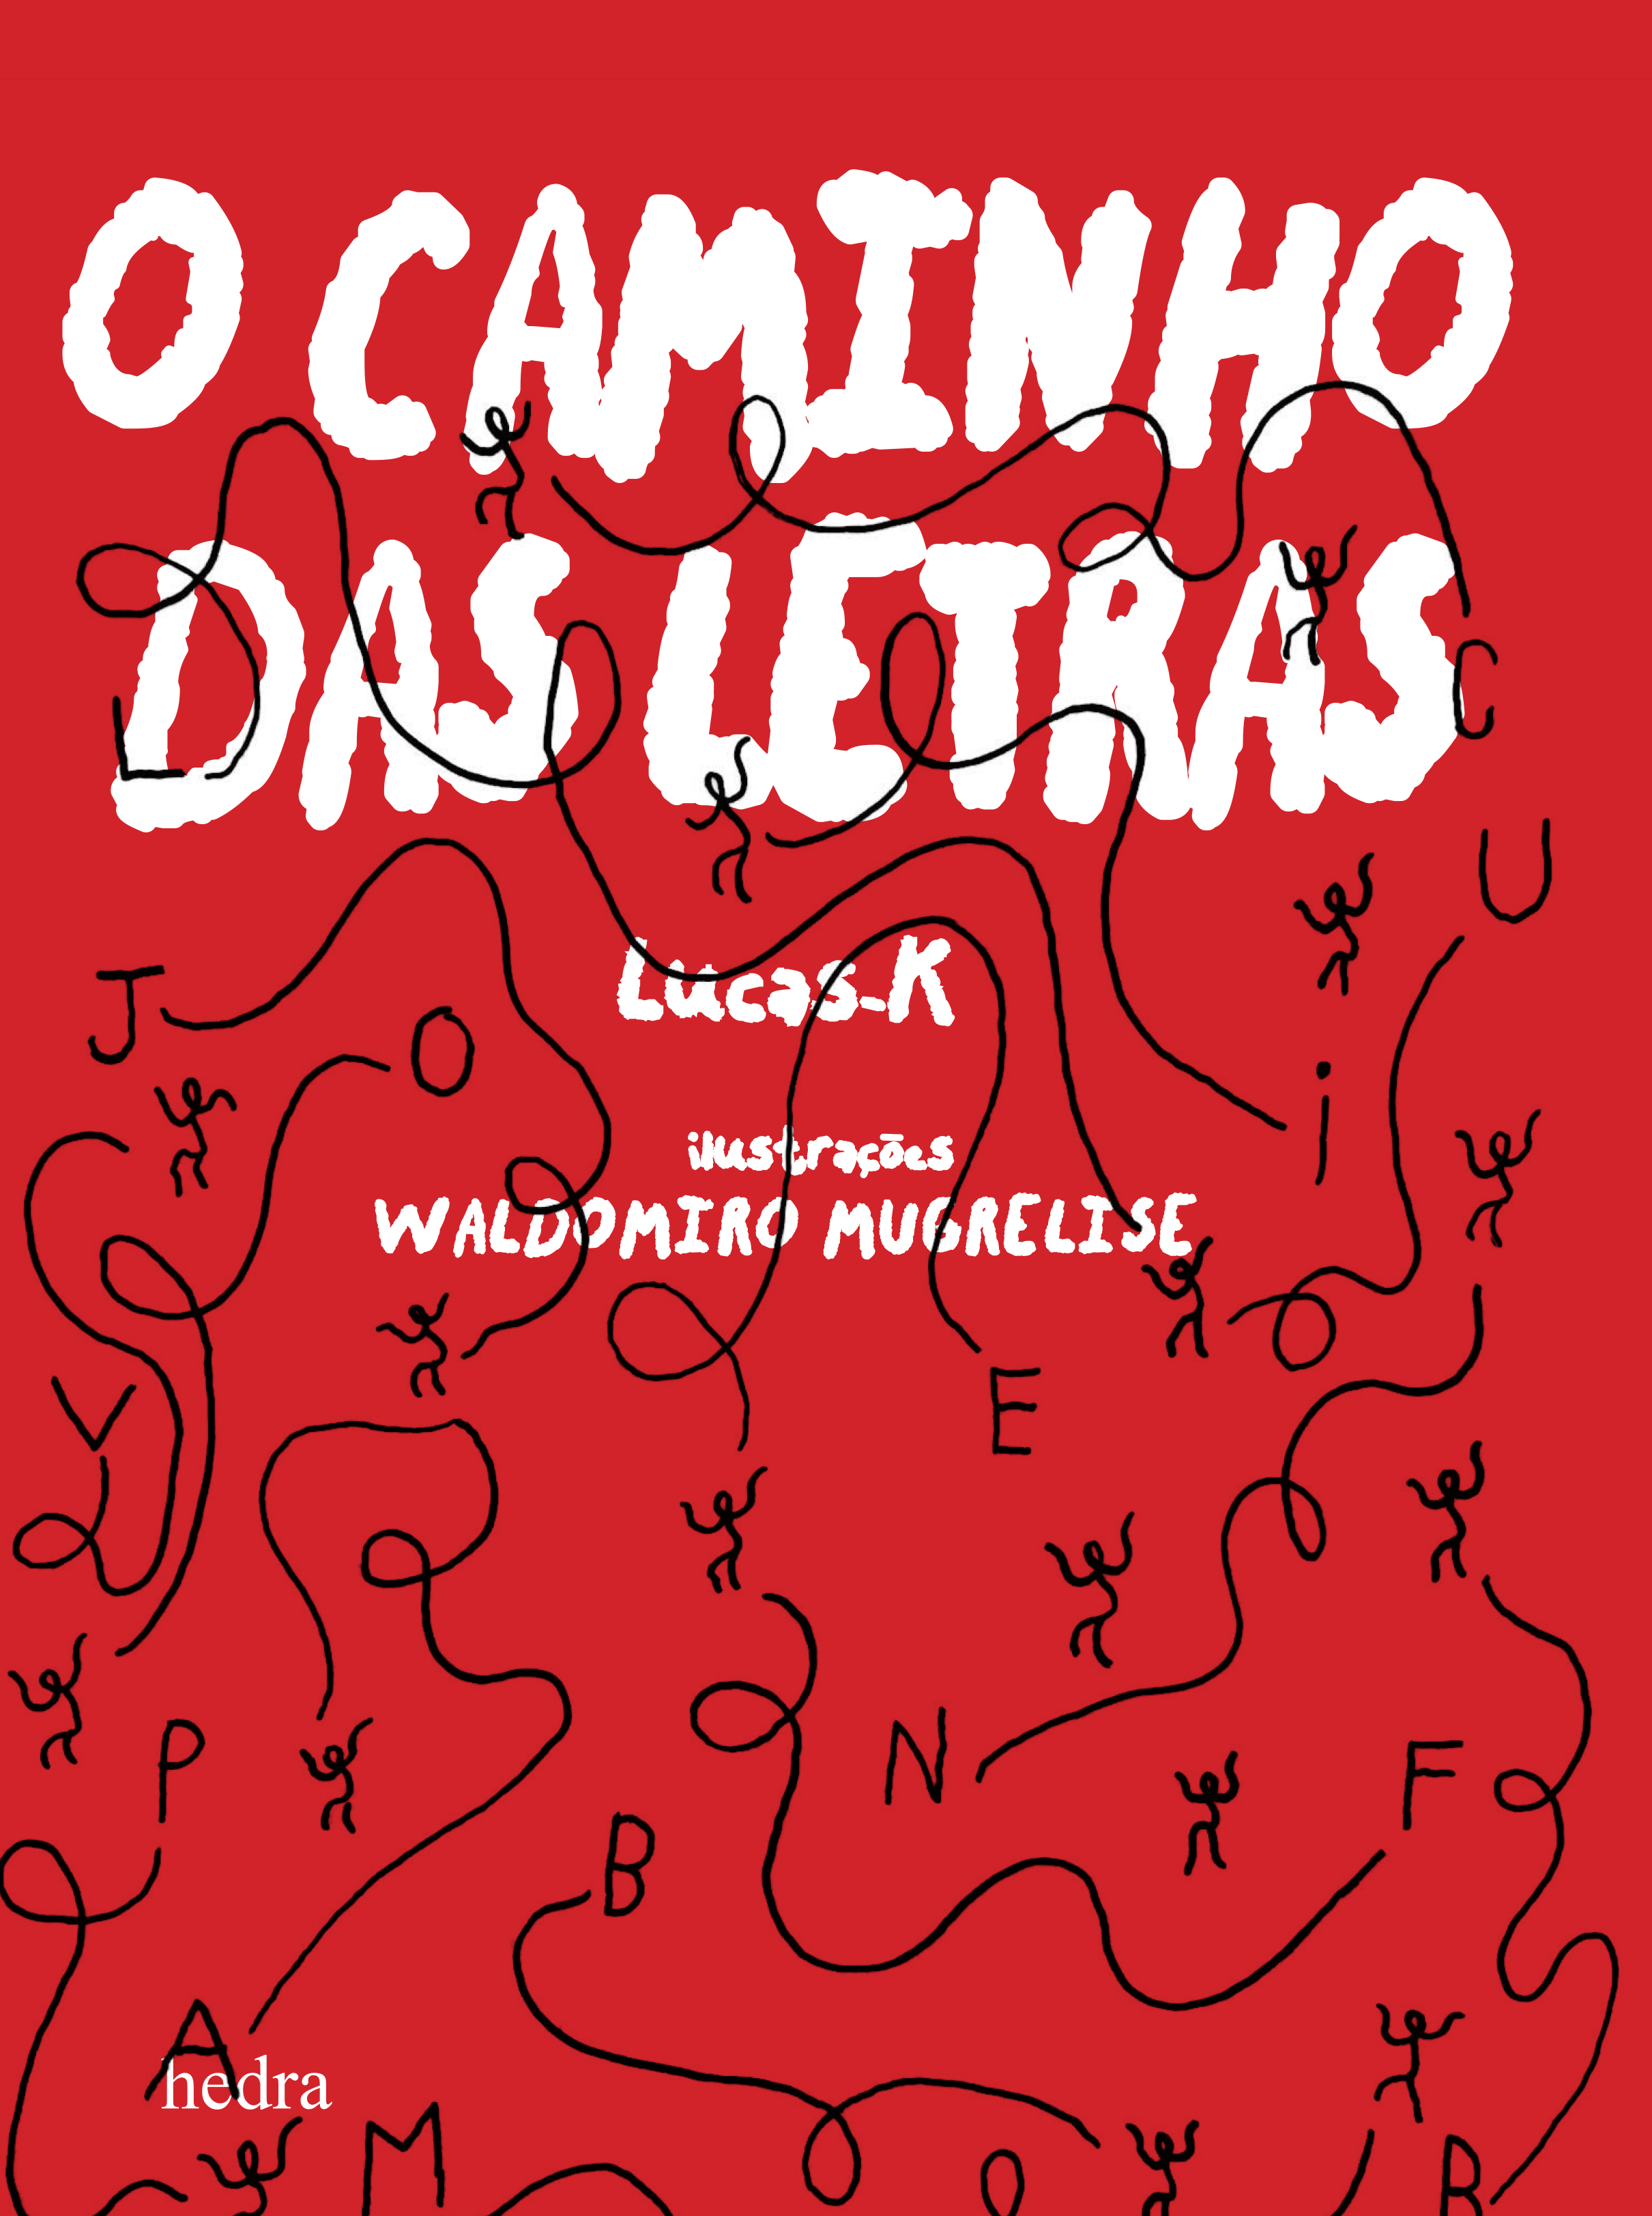 O CAMINHO
DAS LETRAS
L
C
U
Lucas-K
J
O
i
ilustrações
WALDOMIRO MUGRELISE
E
Y
P
N
F
B
A
hedra
M
O
R